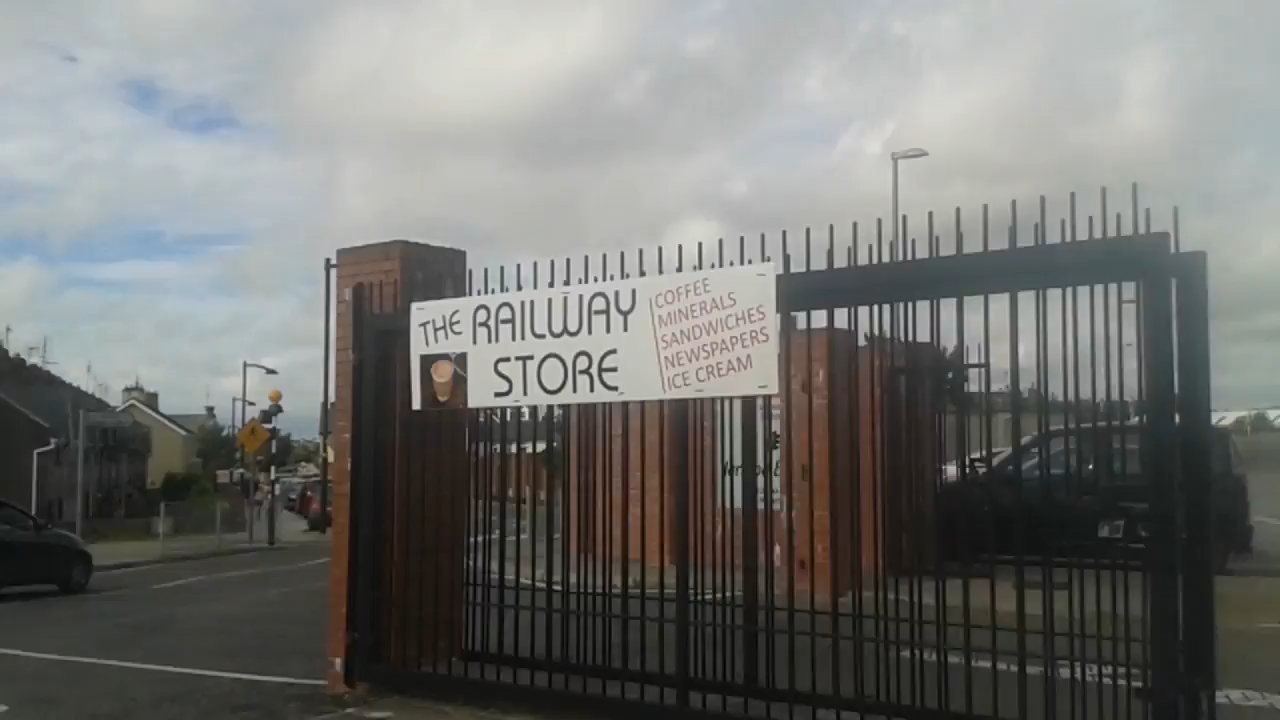 THE RAILWAY
STORE
COFFEE
MINERALS
SANDWICHES
NEWSPAPERS
ICE CREAM